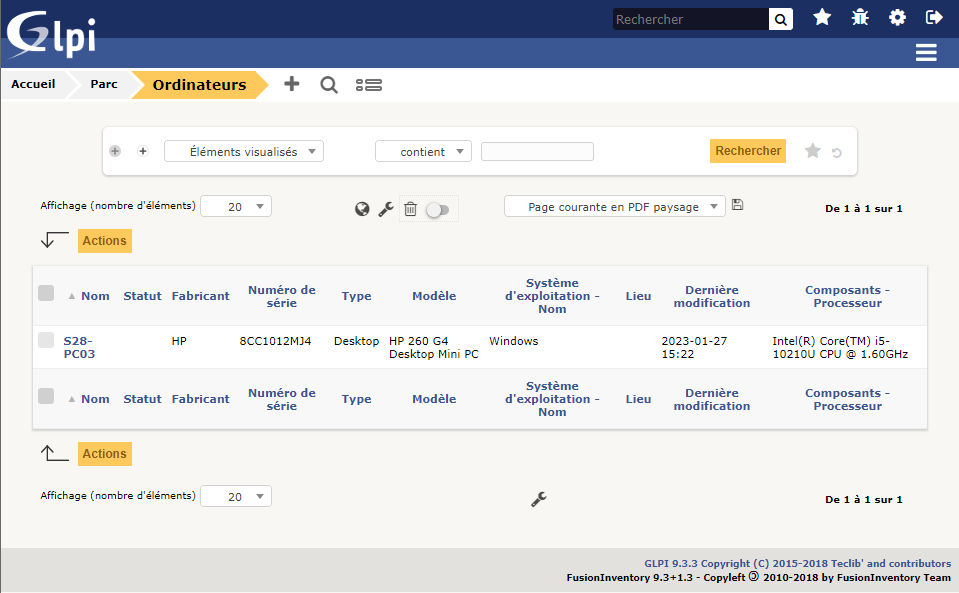 Glpi
Rechercher
Accueil Parc Ordinateurs
Éléments visualisés contient Rechercher
Affichage (nombre d'éléments) 20 Page courante en PDF paysage De 1 à 1 sur 1
Actions
Nom Statut Fabricant Numéro de série Type Modèle Système d'exploitation - Nom Lieu Dernière modification Composants - Processeur
S28-PC03 HP 8CC1012MJ4 Desktop HP 260 G4 Desktop Mini PC Windows 2023-01-27 15:22 Intel(R) Core(TM) i5-10210U CPU @ 1.60GHz
Nom Statut Fabricant Numéro de série Type Modèle Système d'exploitation - Nom Lieu Dernière modification Composants - Processeur
Actions
Affichage (nombre d'éléments) 20 De 1 à 1 sur 1
GLPI 9.3.3 Copyright (C) 2015-2018 Teclib' and contributors
FusionInventory 9.3+1.3 - Copyleft 🄯 2010-2018 by FusionInventory Team